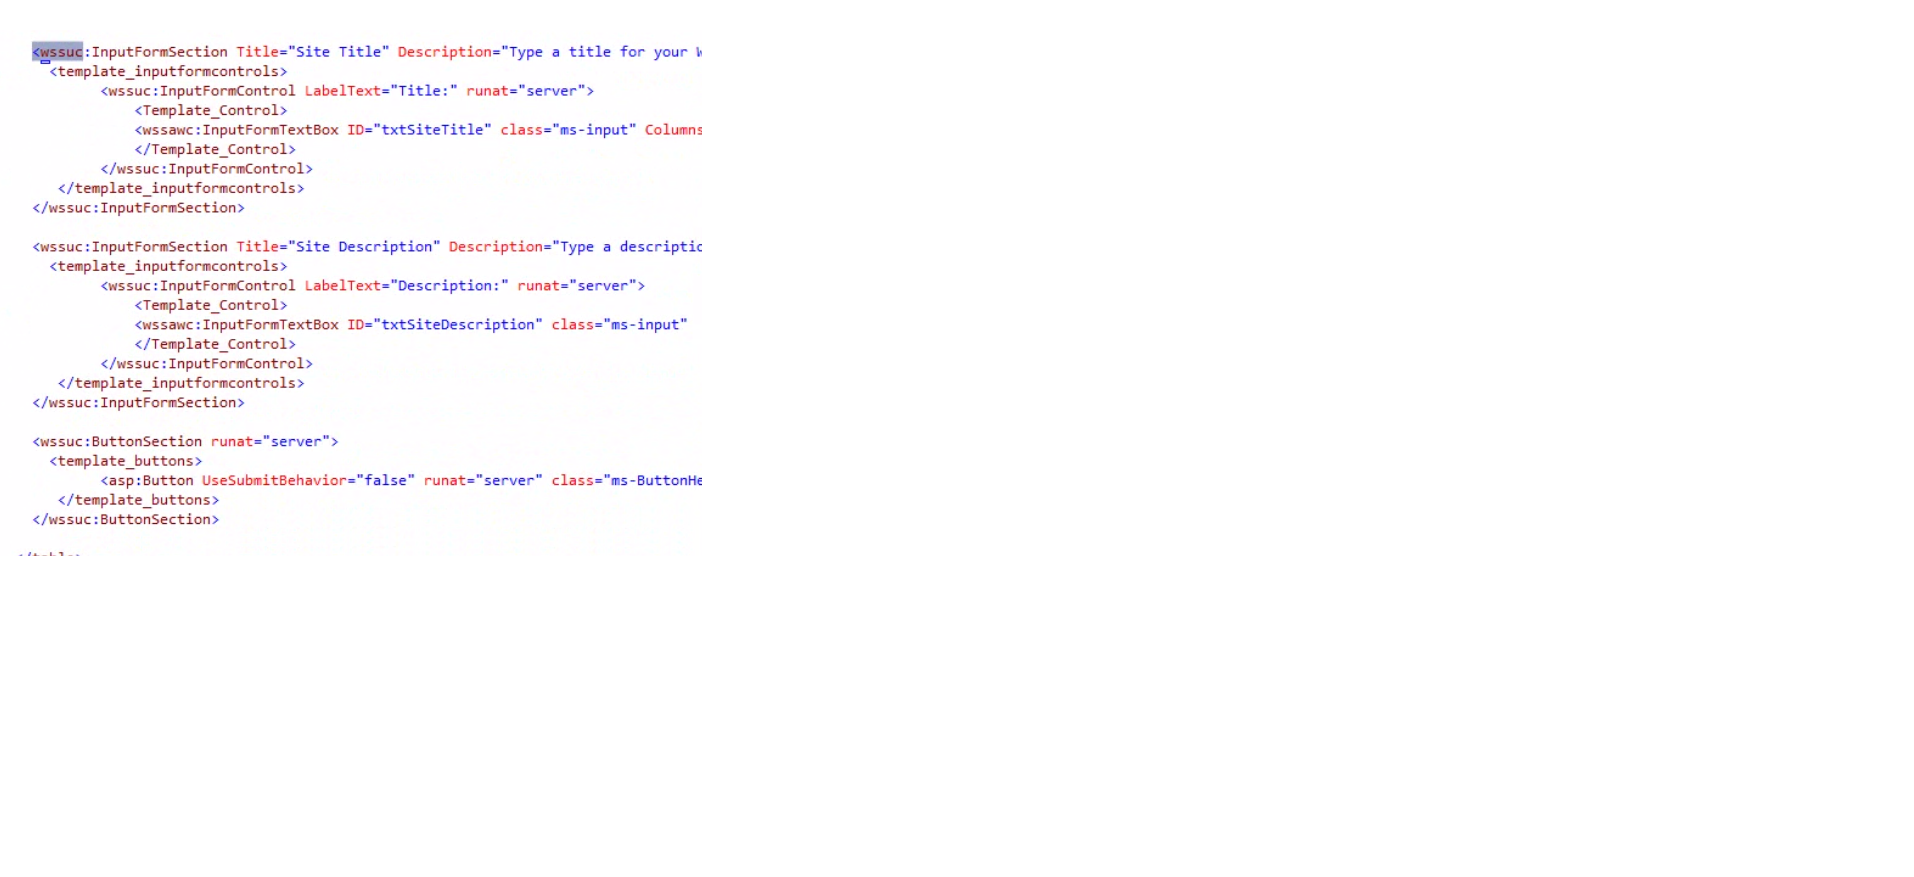 <wssuc:InputFormSection Title="Site Title" Description="Type a title for your
<template_inputformcontrols>
<wssuc:InputFormControl LabelText="Title:" runat="server">
<Template_Control>
<wssawc:InputFormTextBox ID="txtSiteTitle" class="ms-input" Columns
</Template_Control>
</wssuc:InputFormControl>
</template_inputformcontrols>
</wssuc:InputFormSection>
<wssuc:InputFormSection Title="Site Description" Description="Type a descriptio
<template_inputformcontrols>
<wssuc:InputFormControl LabelText="Description:" runat="server">
<Template_Control>
<wssawc:InputFormTextBox ID="txtSiteDescription" class="ms-input"
</Template_Control>
</wssuc:InputFormControl>
</template_inputformcontrols>
</wssuc:InputFormSection>
<wssuc:ButtonSection runat="server">
<template_buttons>
<asp:Button UseSubmitBehavior="false" runat="server" class="ms-ButtonHe
</template_buttons>
</wssuc:ButtonSection>